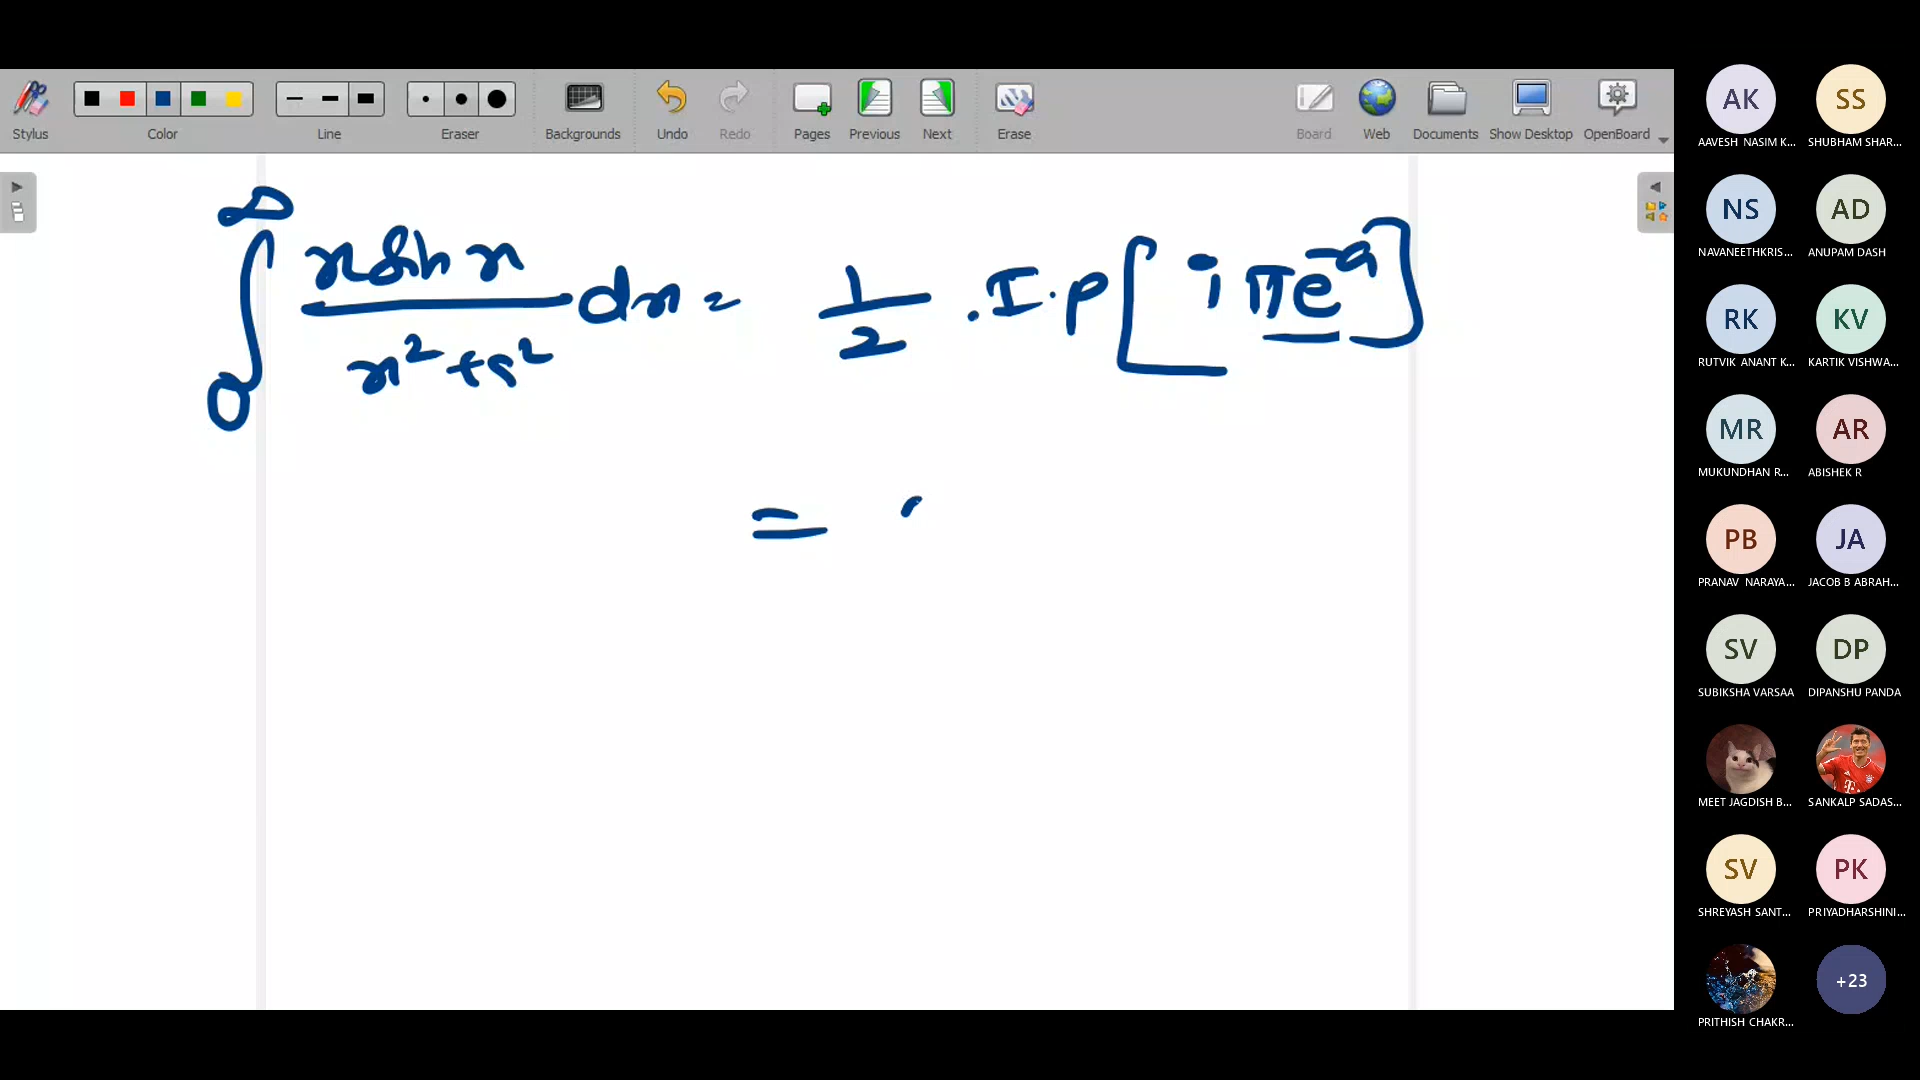 Stylus Color Line Eraser Backgrounds Undo Redo Pages Previous Next Erase Board Web Documents Show Desktop OpenBoard
∫₀^∞ x sin x / x² + a² dx = 1/2 . I.P [ i π e^-a ]
=
AK SS
AAVESH NASIM K... SHUBHAM SHAR...
NS AD
NAVANEETHKRIS... ANUPAM DASH
RK KV
RUTVIK ANANT K... KARTIK VISHWA...
MR AR
MUKUNDHAN R... ABISHEK R
PB JA
PRANAV NARAYA... JACOB B ABRAH...
SV DP
SUBIKSHA VARSAA DIPANSHU PANDA
MEET JAGDISH B... SANKALP SADAS...
SV PK
SHREYASH SANT... PRIYADHARSHINI...
+23
PRITHISH CHAKR...